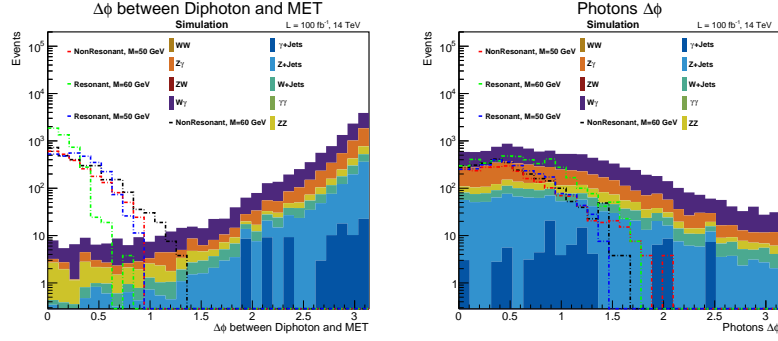 Δϕ between Diphoton and MET
Simulation
L = 100 fb⁻¹, 14 TeV
Events
NonResonant, M=50 GeV
Resonant, M=60 GeV
Resonant, M=50 GeV
NonResonant, M=60 GeV
WW
Zγ
ZW
Wγ
γ+Jets
Z+Jets
W+Jets
γγ
ZZ
10⁵
10⁴
10³
10²
10
1
0 0.5 1 1.5 2 2.5 3
Δϕ between Diphoton and MET
Photons Δϕ
Simulation
L = 100 fb⁻¹, 14 TeV
Events
NonResonant, M=50 GeV
Resonant, M=60 GeV
Resonant, M=50 GeV
NonResonant, M=60 GeV
WW
Zγ
ZW
Wγ
γ+Jets
Z+Jets
W+Jets
γγ
ZZ
10⁵
10⁴
10³
10²
10
1
0 0.5 1 1.5 2 2.5 3
Photons Δϕ